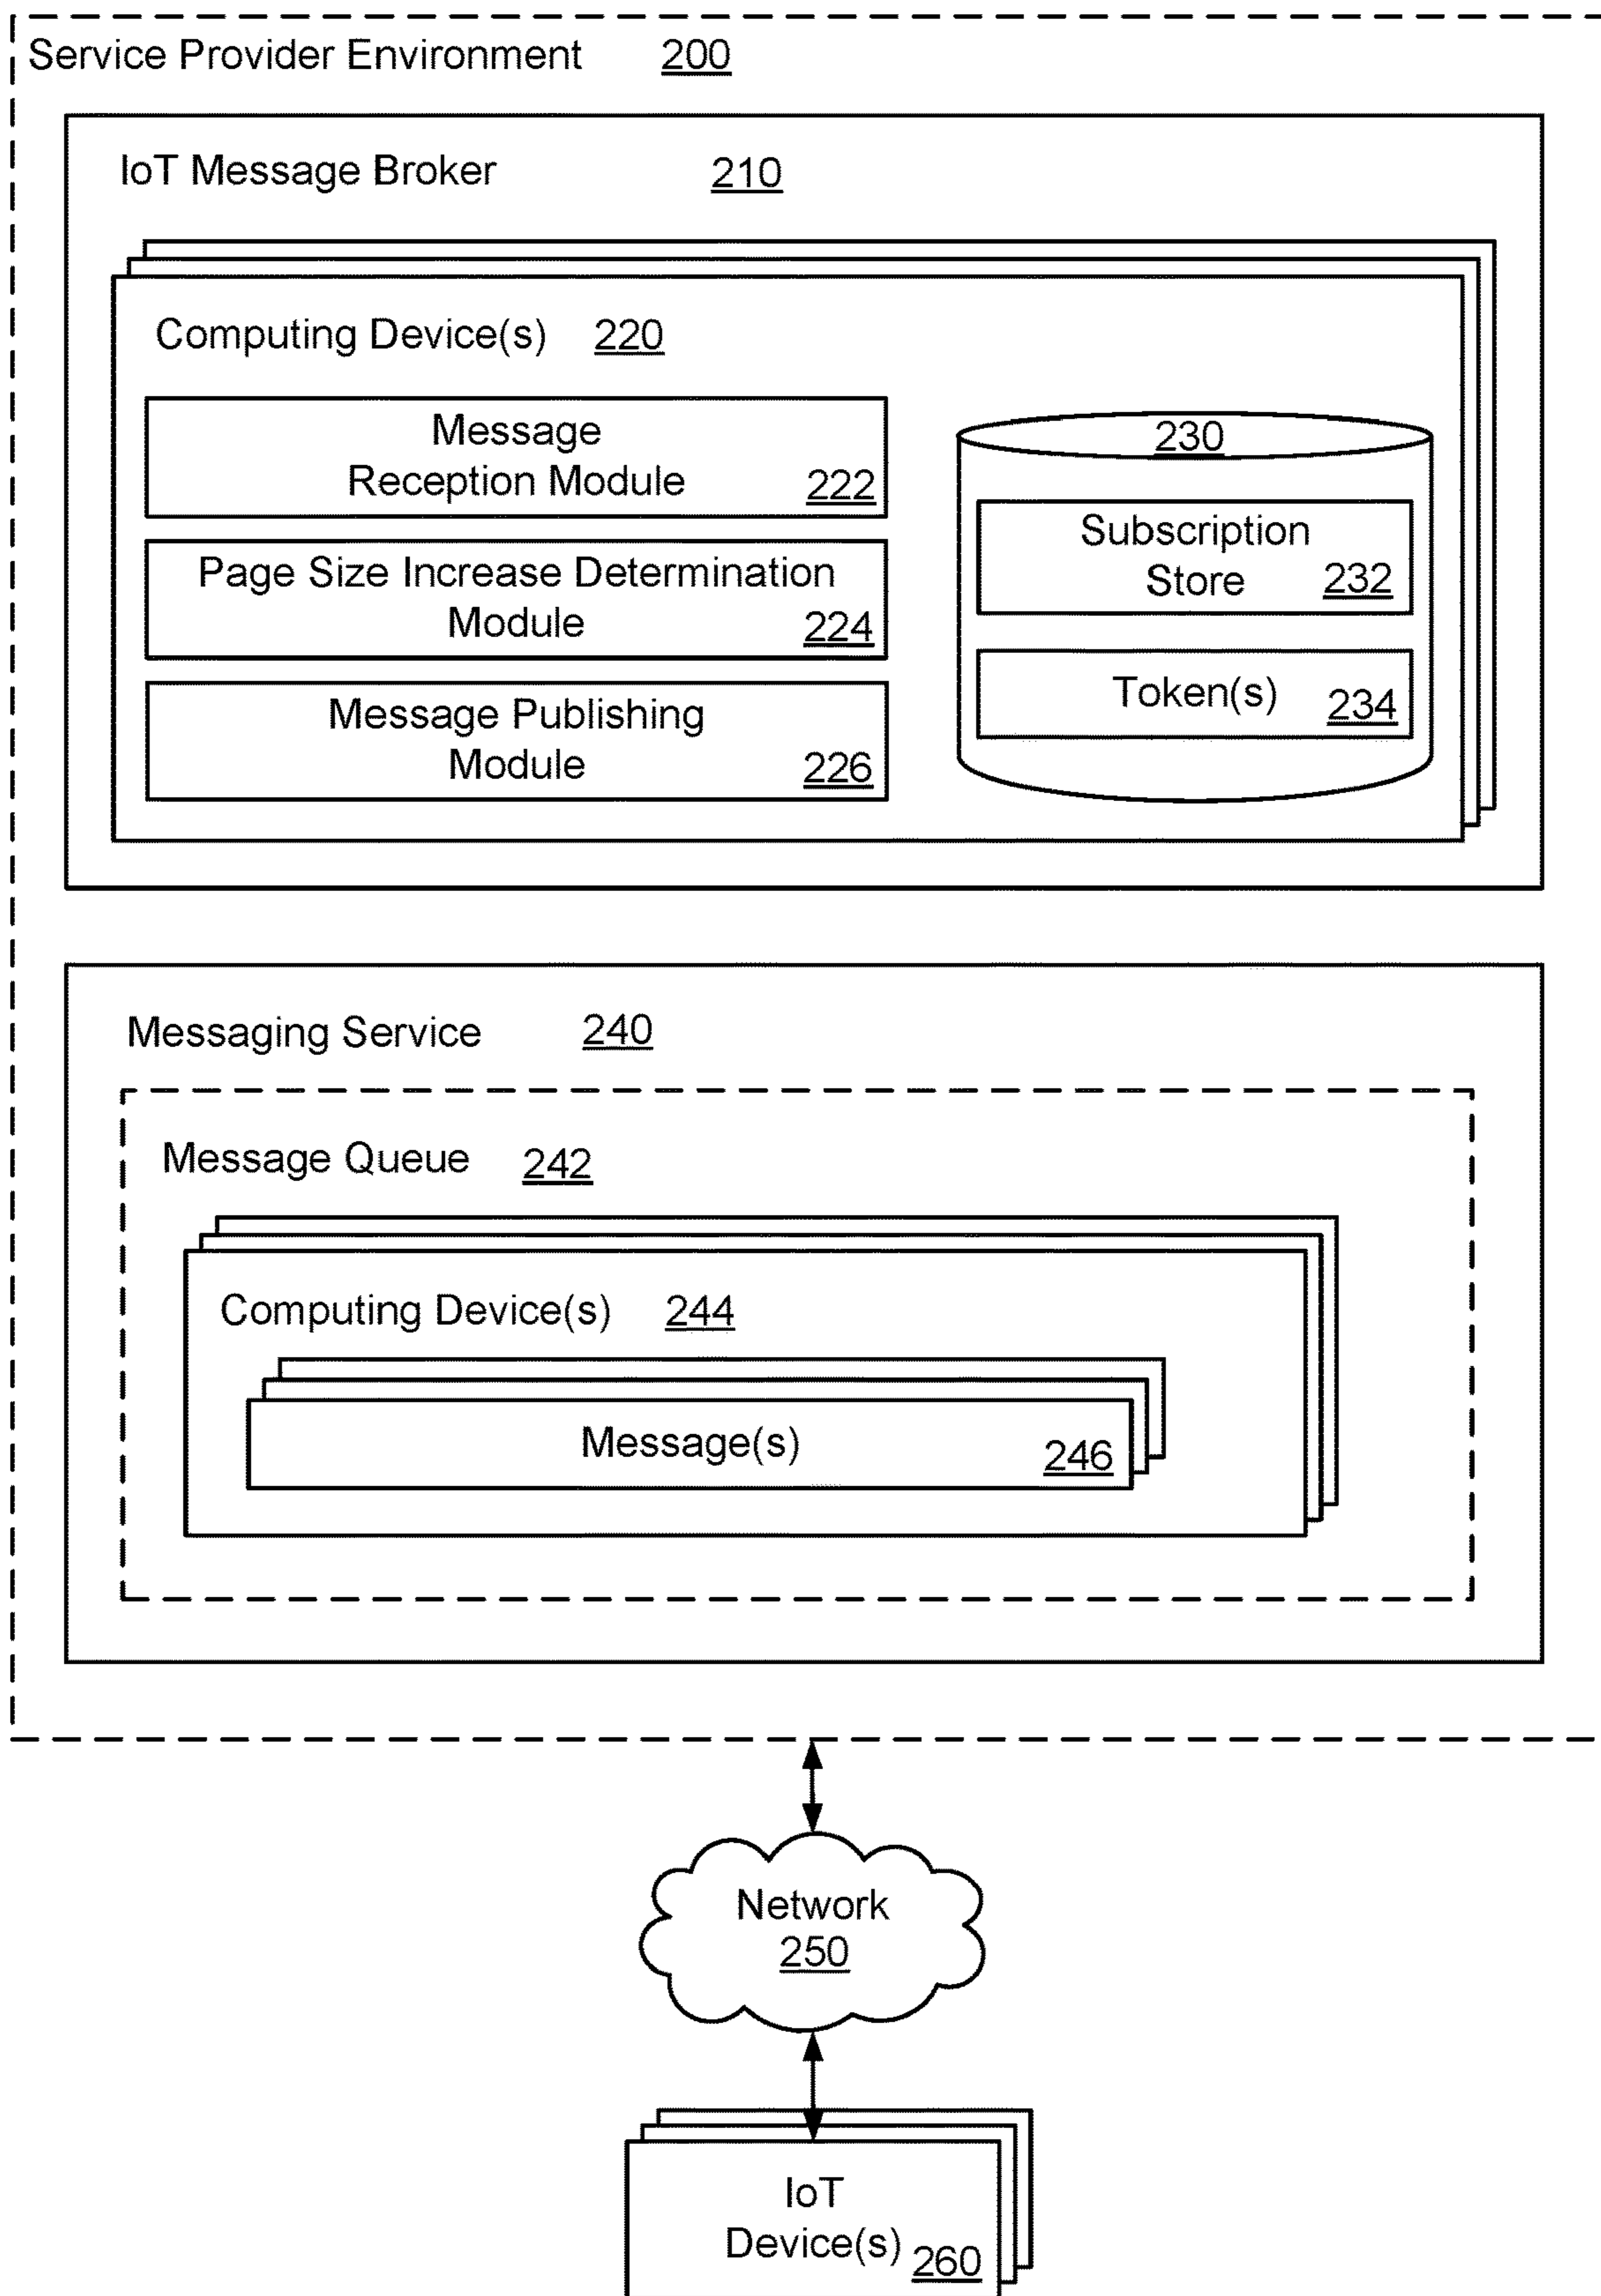 Service Provider Environment 200
IoT Message Broker 210
Computing Device(s) 220
Message
Reception Module 222
Page Size Increase Determination
Module 224
Message Publishing
Module 226
230
Subscription
Store 232
Token(s) 234
Messaging Service 240
Message Queue 242
Computing Device(s) 244
Message(s) 246
Network
250
IoT
Device(s) 260